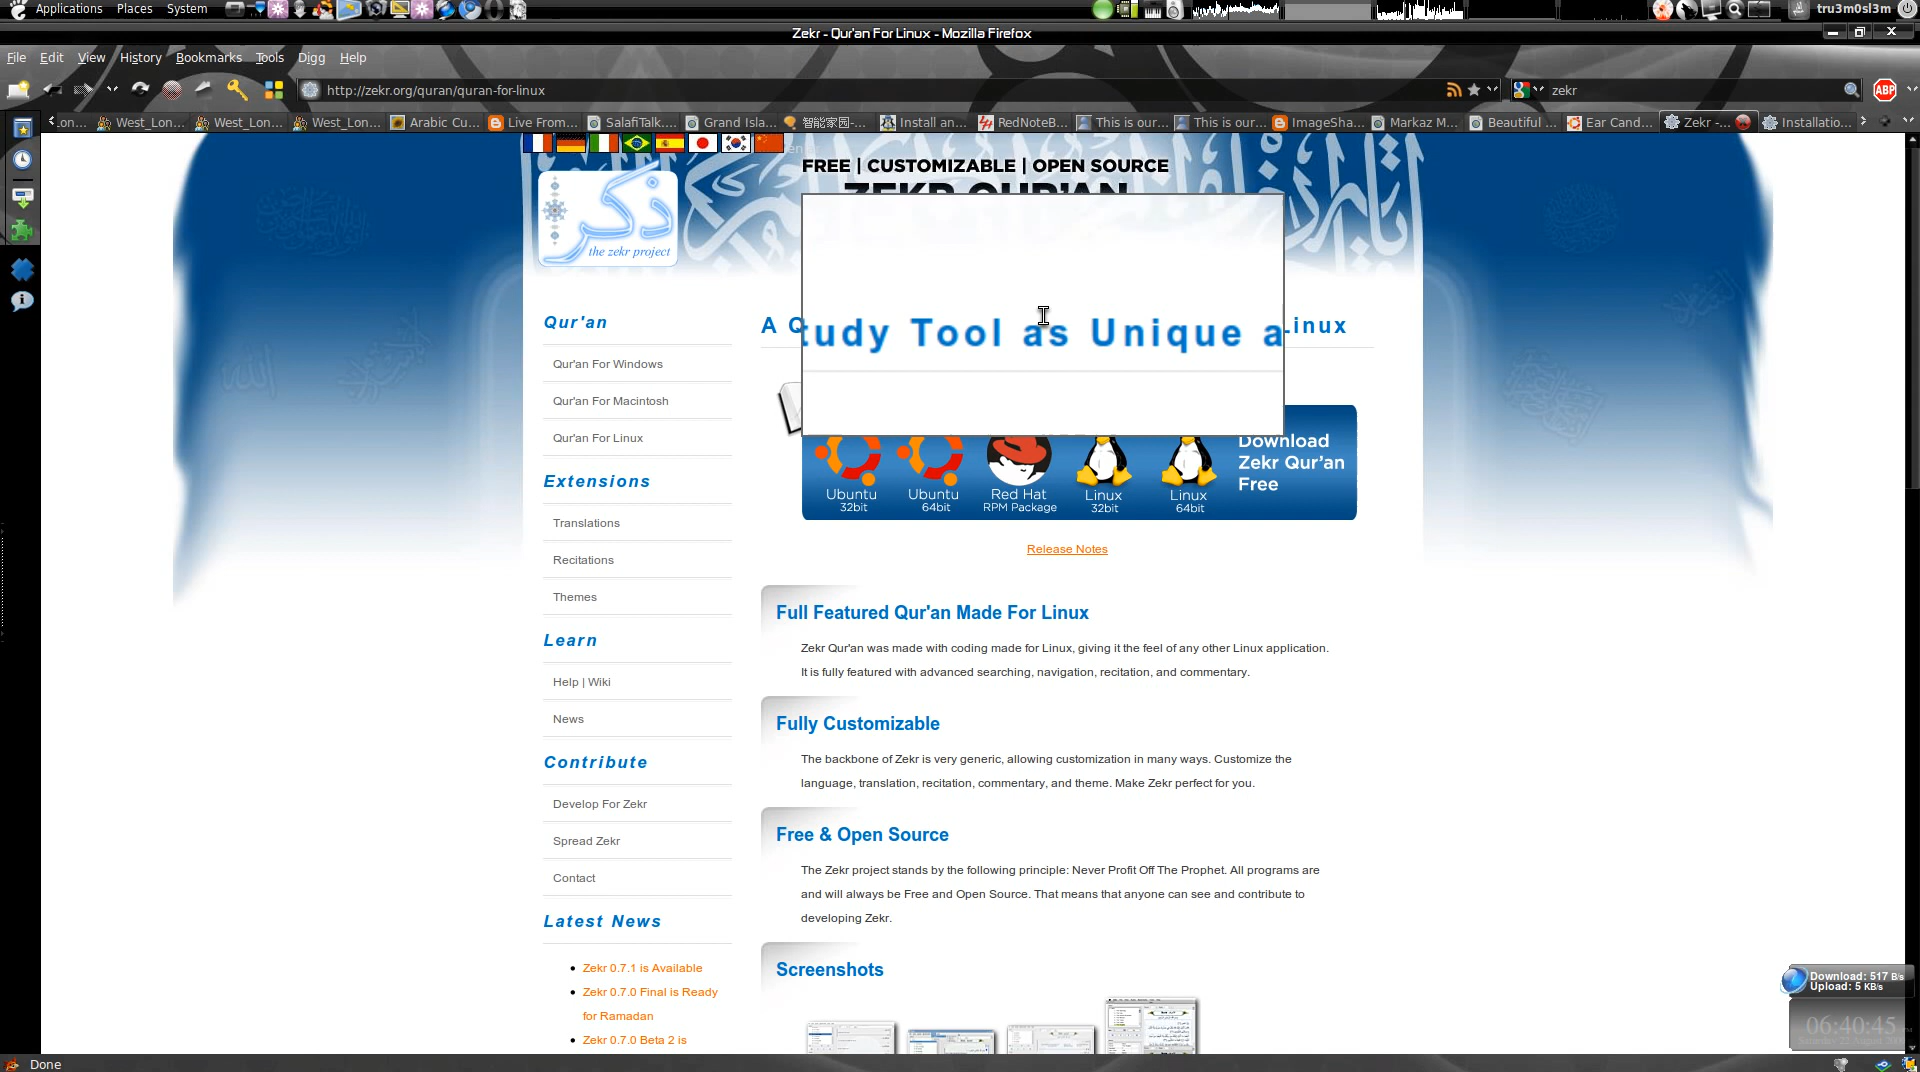 Applications Places System
tru3m0sl3m
Zekr - Qur'an For Linux - Mozilla Firefox
File Edit View History Bookmarks Tools Digg Help
http://zekr.org/quran/quran-for-linux
zekr
ABP
...on... West_Lon... West_Lon... West_Lon... Arabic Cu... Live From... SalafiTalk.... Grand Isla... 智能家园-... Install an... RedNoteB... This is our... This is our... ImageSha... Markaz M... Beautiful ... Ear Cand... Zekr -... Installatio...
FREE | CUSTOMIZABLE | OPEN SOURCE
ZEKR QUR'AN
ذكر
the zekr project
Qur'an
Qur'an For Windows
Qur'an For Macintosh
Qur'an For Linux
Extensions
Translations
Recitations
Themes
Learn
Help | Wiki
News
Contribute
Develop For Zekr
Spread Zekr
Contact
Latest News
Zekr 0.7.1 is Available
Zekr 0.7.0 Final is Ready
for Ramadan
Zekr 0.7.0 Beta 2 is
A Q tudy Tool as Unique a Linux
Ubuntu 32bit
Ubuntu 64bit
Red Hat RPM Package
Linux 32bit
Linux 64bit
Download
Zekr Qur'an
Free
Release Notes
Full Featured Qur'an Made For Linux
Zekr Qur'an was made with coding made for Linux, giving it the feel of any other Linux application.
It is fully featured with advanced searching, navigation, recitation, and commentary.
Fully Customizable
The backbone of Zekr is very generic, allowing customization in many ways. Customize the
language, translation, recitation, commentary, and theme. Make Zekr perfect for you.
Free & Open Source
The Zekr project stands by the following principle: Never Profit Off The Prophet. All programs are
and will always be Free and Open Source. That means that anyone can see and contribute to
developing Zekr.
Screenshots
Download: 517 B/s
Upload: 5 KB/s
06:40:45
Done